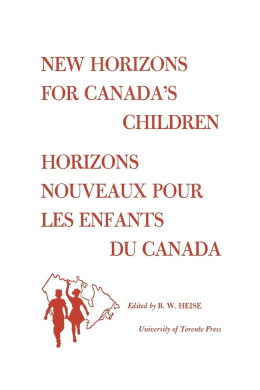 NEW HORIZONS
FOR CANADA'S
CHILDREN
HORIZONS
NOUVEAUX POUR
LES ENFANTS
DU CANADA
Edited by B. W. HEISE
University of Toronto Press